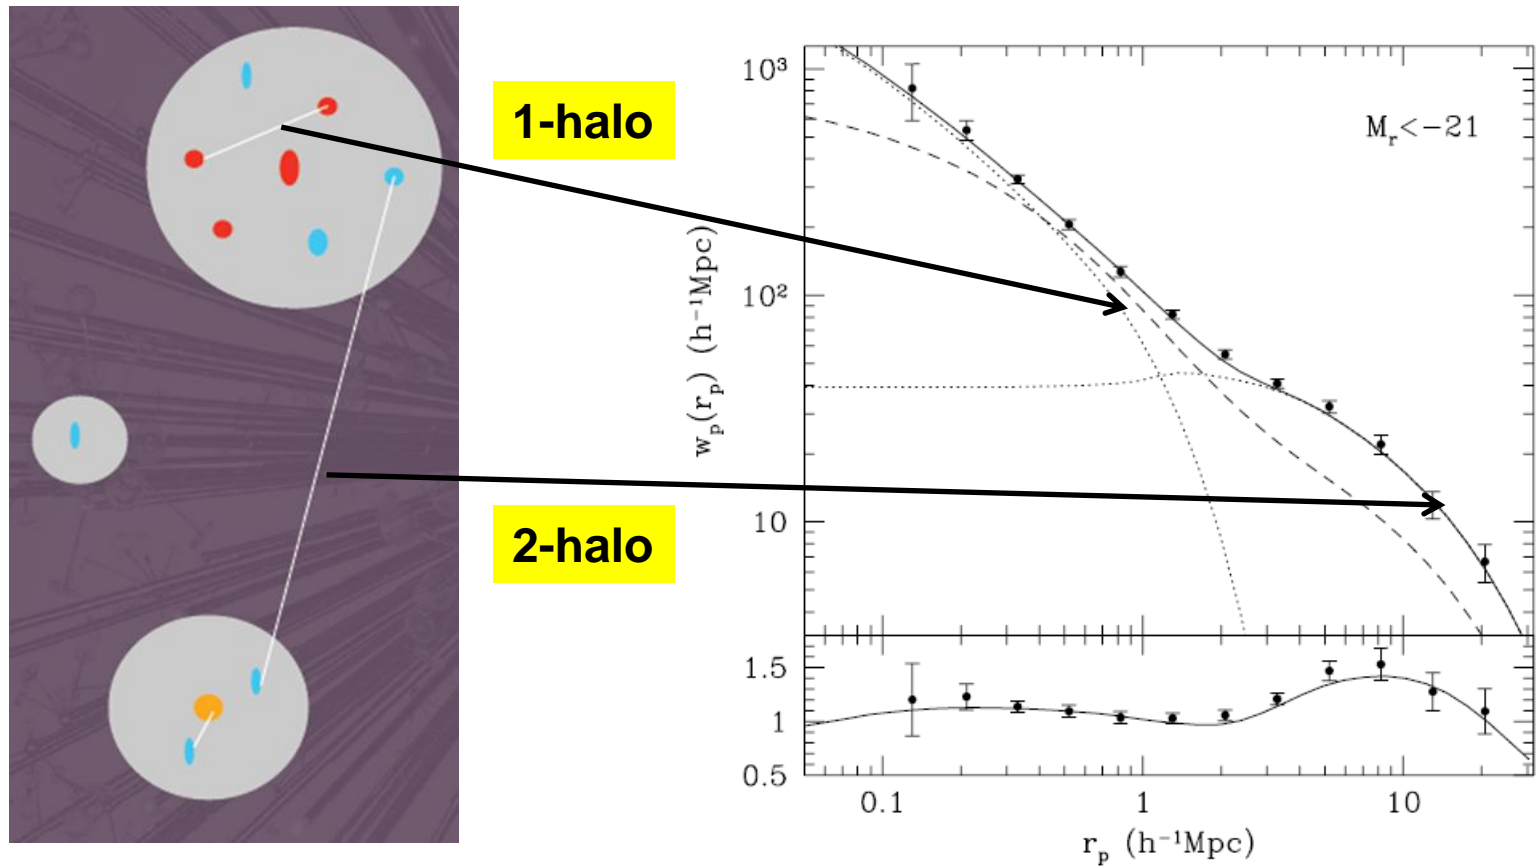 1-halo
2-halo
10³
10²
10
w_p(r_p) (h⁻¹Mpc)
M_r<−21
1.5
1
0.5
0.1
1
10
r_p (h⁻¹Mpc)